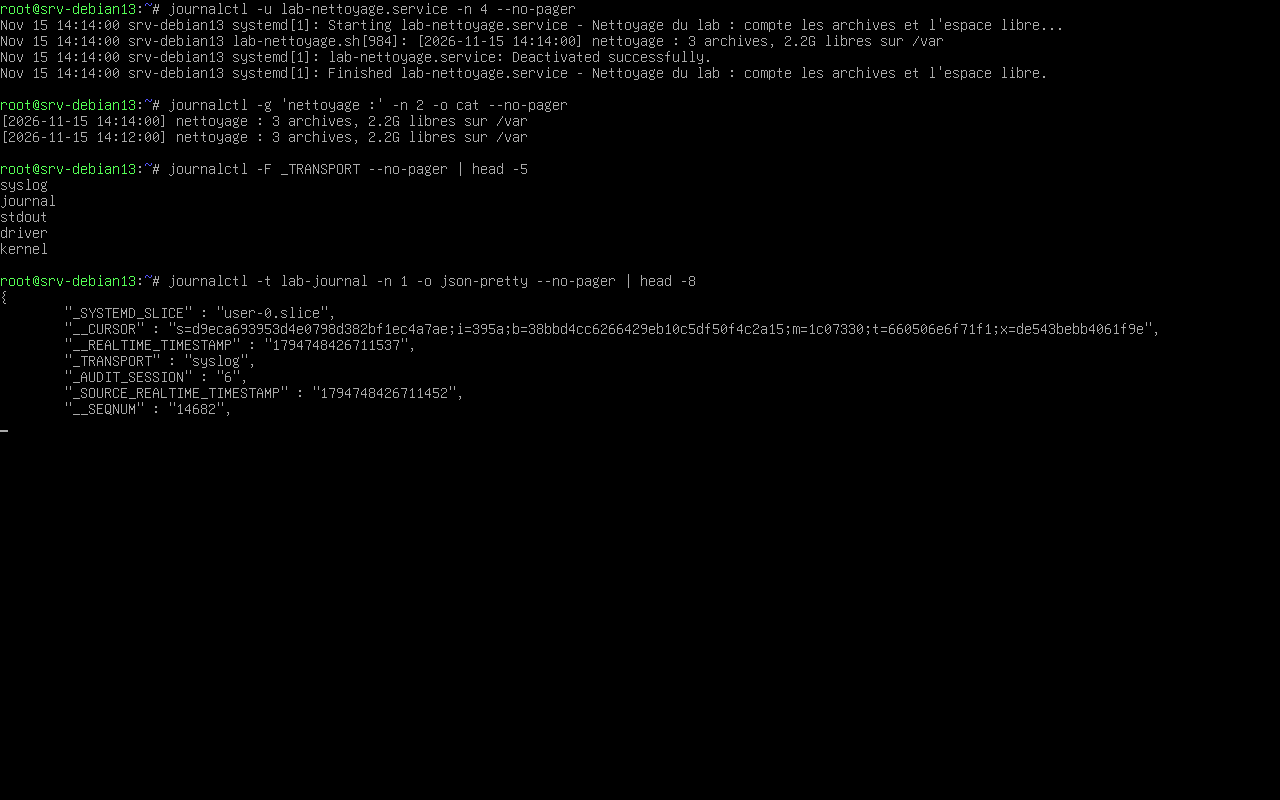 root@srv-debian13:~# journalctl -u lab-nettoyage.service -n 4 --no-pager
Nov 15 14:14:00 srv-debian13 systemd[1]: Starting lab-nettoyage.service - Nettoyage du lab : compte les archives et l'espace libre...
Nov 15 14:14:00 srv-debian13 lab-nettoyage.sh[984]: [2026-11-15 14:14:00] nettoyage : 3 archives, 2.2G libres sur /var
Nov 15 14:14:00 srv-debian13 systemd[1]: lab-nettoyage.service: Deactivated successfully.
Nov 15 14:14:00 srv-debian13 systemd[1]: Finished lab-nettoyage.service - Nettoyage du lab : compte les archives et l'espace libre.
root@srv-debian13:~# journalctl -g 'nettoyage :' -n 2 -o cat --no-pager
[2026-11-15 14:14:00] nettoyage : 3 archives, 2.2G libres sur /var
[2026-11-15 14:12:00] nettoyage : 3 archives, 2.2G libres sur /var
root@srv-debian13:~# journalctl -F _TRANSPORT --no-pager | head -5
syslog
journal
stdout
driver
kernel
root@srv-debian13:~# journalctl -t lab-journal -n 1 -o json-pretty --no-pager | head -8
{
        "_SYSTEMD_SLICE" : "user-0.slice",
        "__CURSOR" : "s=d9eca693953d4e0798d382bf1ec4a7ae;i=395a;b=38bbd4cc6266429eb10c5df50f4c2a15;m=1c07330;t=660506e6f71f1;x=de543bebb4061f9e",
        "__REALTIME_TIMESTAMP" : "1794748426711537",
        "_TRANSPORT" : "syslog",
        "_AUDIT_SESSION" : "6",
        "_SOURCE_REALTIME_TIMESTAMP" : "1794748426711452",
        "__SEQNUM" : "14682",